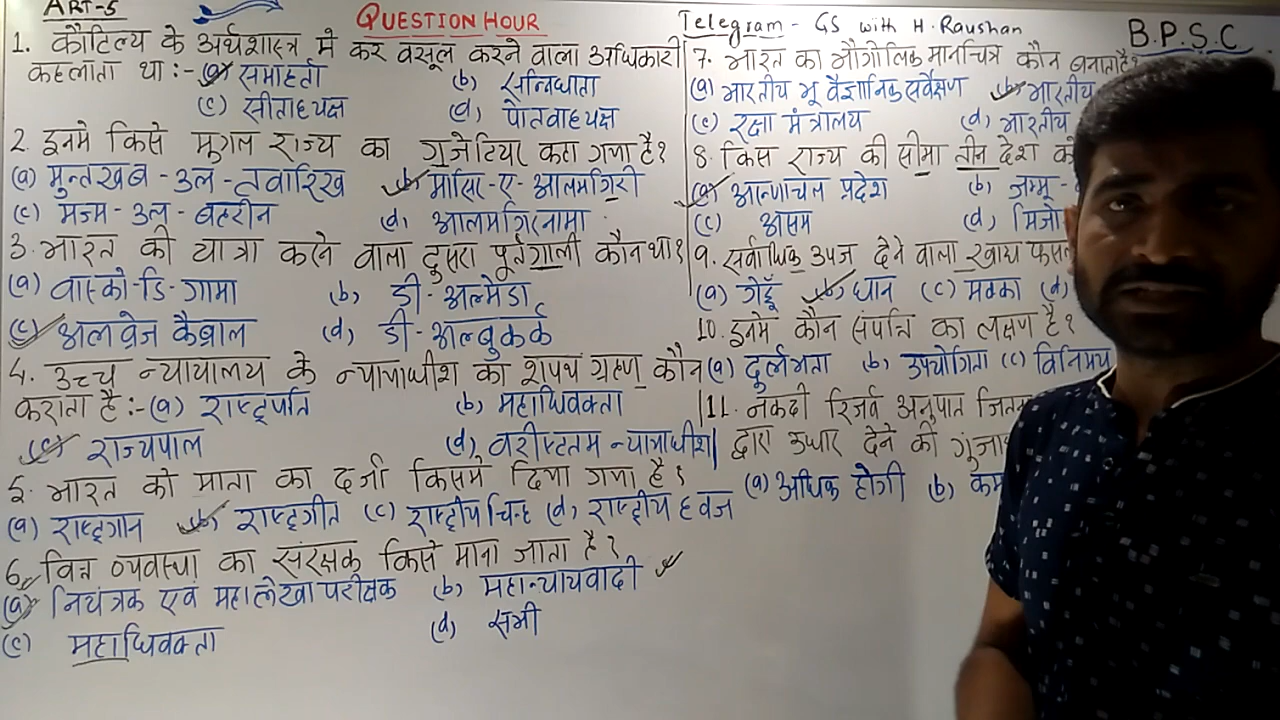 ART-5
QUESTION HOUR
Telegram - GS with H. Raushan
B.P.S.C
1. कौटिल्य के अर्थशास्त्र मे कर वसूल करने वाला अधिकारी
कहलाता था :- (a) समाहर्ता (b) सन्निधाता
(c) सीताध्यक्ष (d) पोतवाध्यक्ष
2. इनमे किसे मुगल राज्य का गजेटियर कहा गया है?
(a) मुन्तखब-उल-तवारिख (b) मासिर-ए-आलमगिरी
(c) मज्म-उल-बहरीन (d) आलमगिरनामा
3. भारत की यात्रा करने वाला दुसरा पूर्तगाली कौन था?
(a) वास्को-डि-गामा (b) डी-अल्मेडा
(c) अलवेज कैब्राल (d) डी-अल्बुकर्क
4. उच्च न्यायालय के न्यायाधीश को शपथ ग्रहण कौन
कराता है:- (a) राष्ट्रपति (b) महाधिवक्ता
(c) राज्यपाल (d) वरीष्टतम न्यायाधीश
5. भारत को माता का दर्जा किसमे दिया गया है?
(a) राष्ट्रगान (b) राष्ट्रगीत (c) राष्ट्रीय चिन्ह (d) राष्ट्रीय ध्वज
6. वित्त व्यवस्था का संरक्षक किसे माना जाता है?
(a) नियंत्रक एवं महालेखा परीक्षक (b) महान्यायवादी
(c) महाधिवक्ता (d) सभी
7. भारत का भौगोलिक मानचित्र कौन बनाता है?
(a) भारतीय भू वैज्ञानिक सर्वेक्षण (b) भारतीय
(c) रक्षा मंत्रालय (d) भारतीय
8. किस राज्य की सीमा तीन देश
(a) अरुणाचल प्रदेश (b) जम्मू-
(c) असम (d) मिजो
9. सर्वाधिक उपज देने वाला खाद्य फसल
(a) गेहूँ (b) धान (c) मक्का (d)
10. इनमे कौन संपत्ति का लक्षण है?
(a) दुर्लभता (b) उपयोगिता (c) विनिमय
11. नकदी रिजर्व अनुपात
द्वारा उधार देने की
(a) अधिक होगी (b) कम